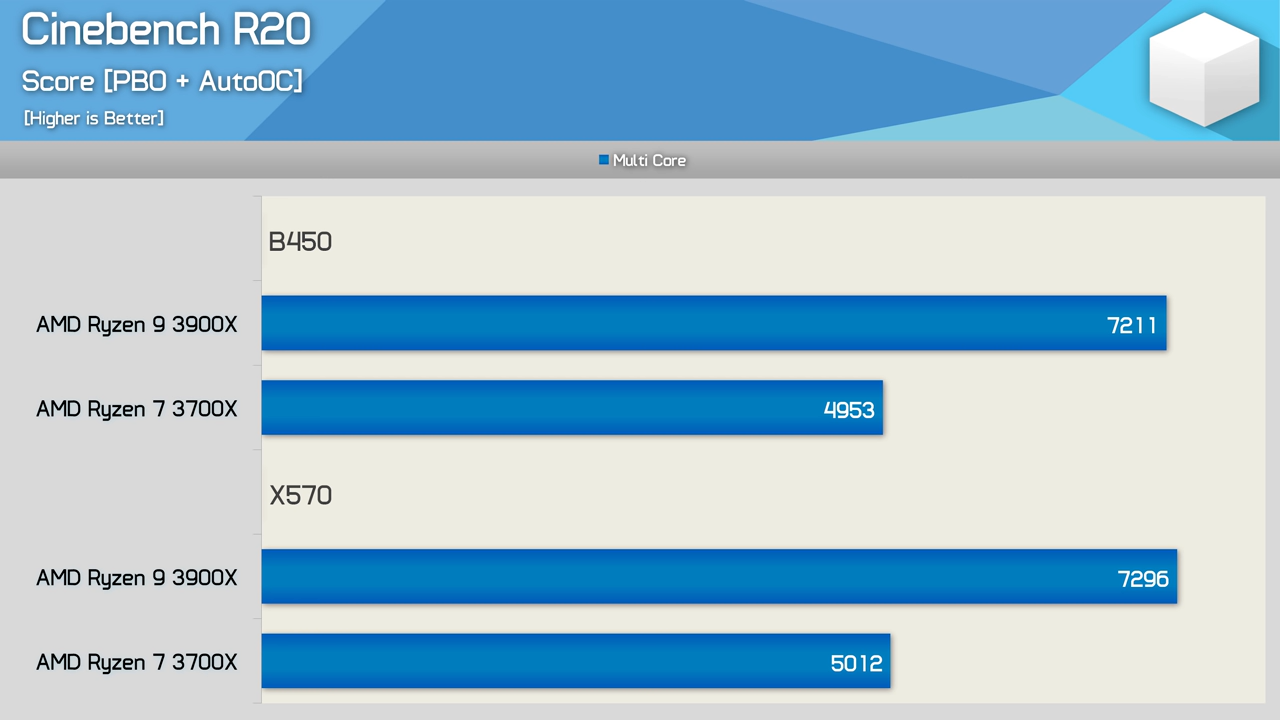 Cinebench R20
Score [PBO + AutoOC]
[Higher is Better]
Multi Core
B450
AMD Ryzen 9 3900X 7211
AMD Ryzen 7 3700X 4953
X570
AMD Ryzen 9 3900X 7296
AMD Ryzen 7 3700X 5012